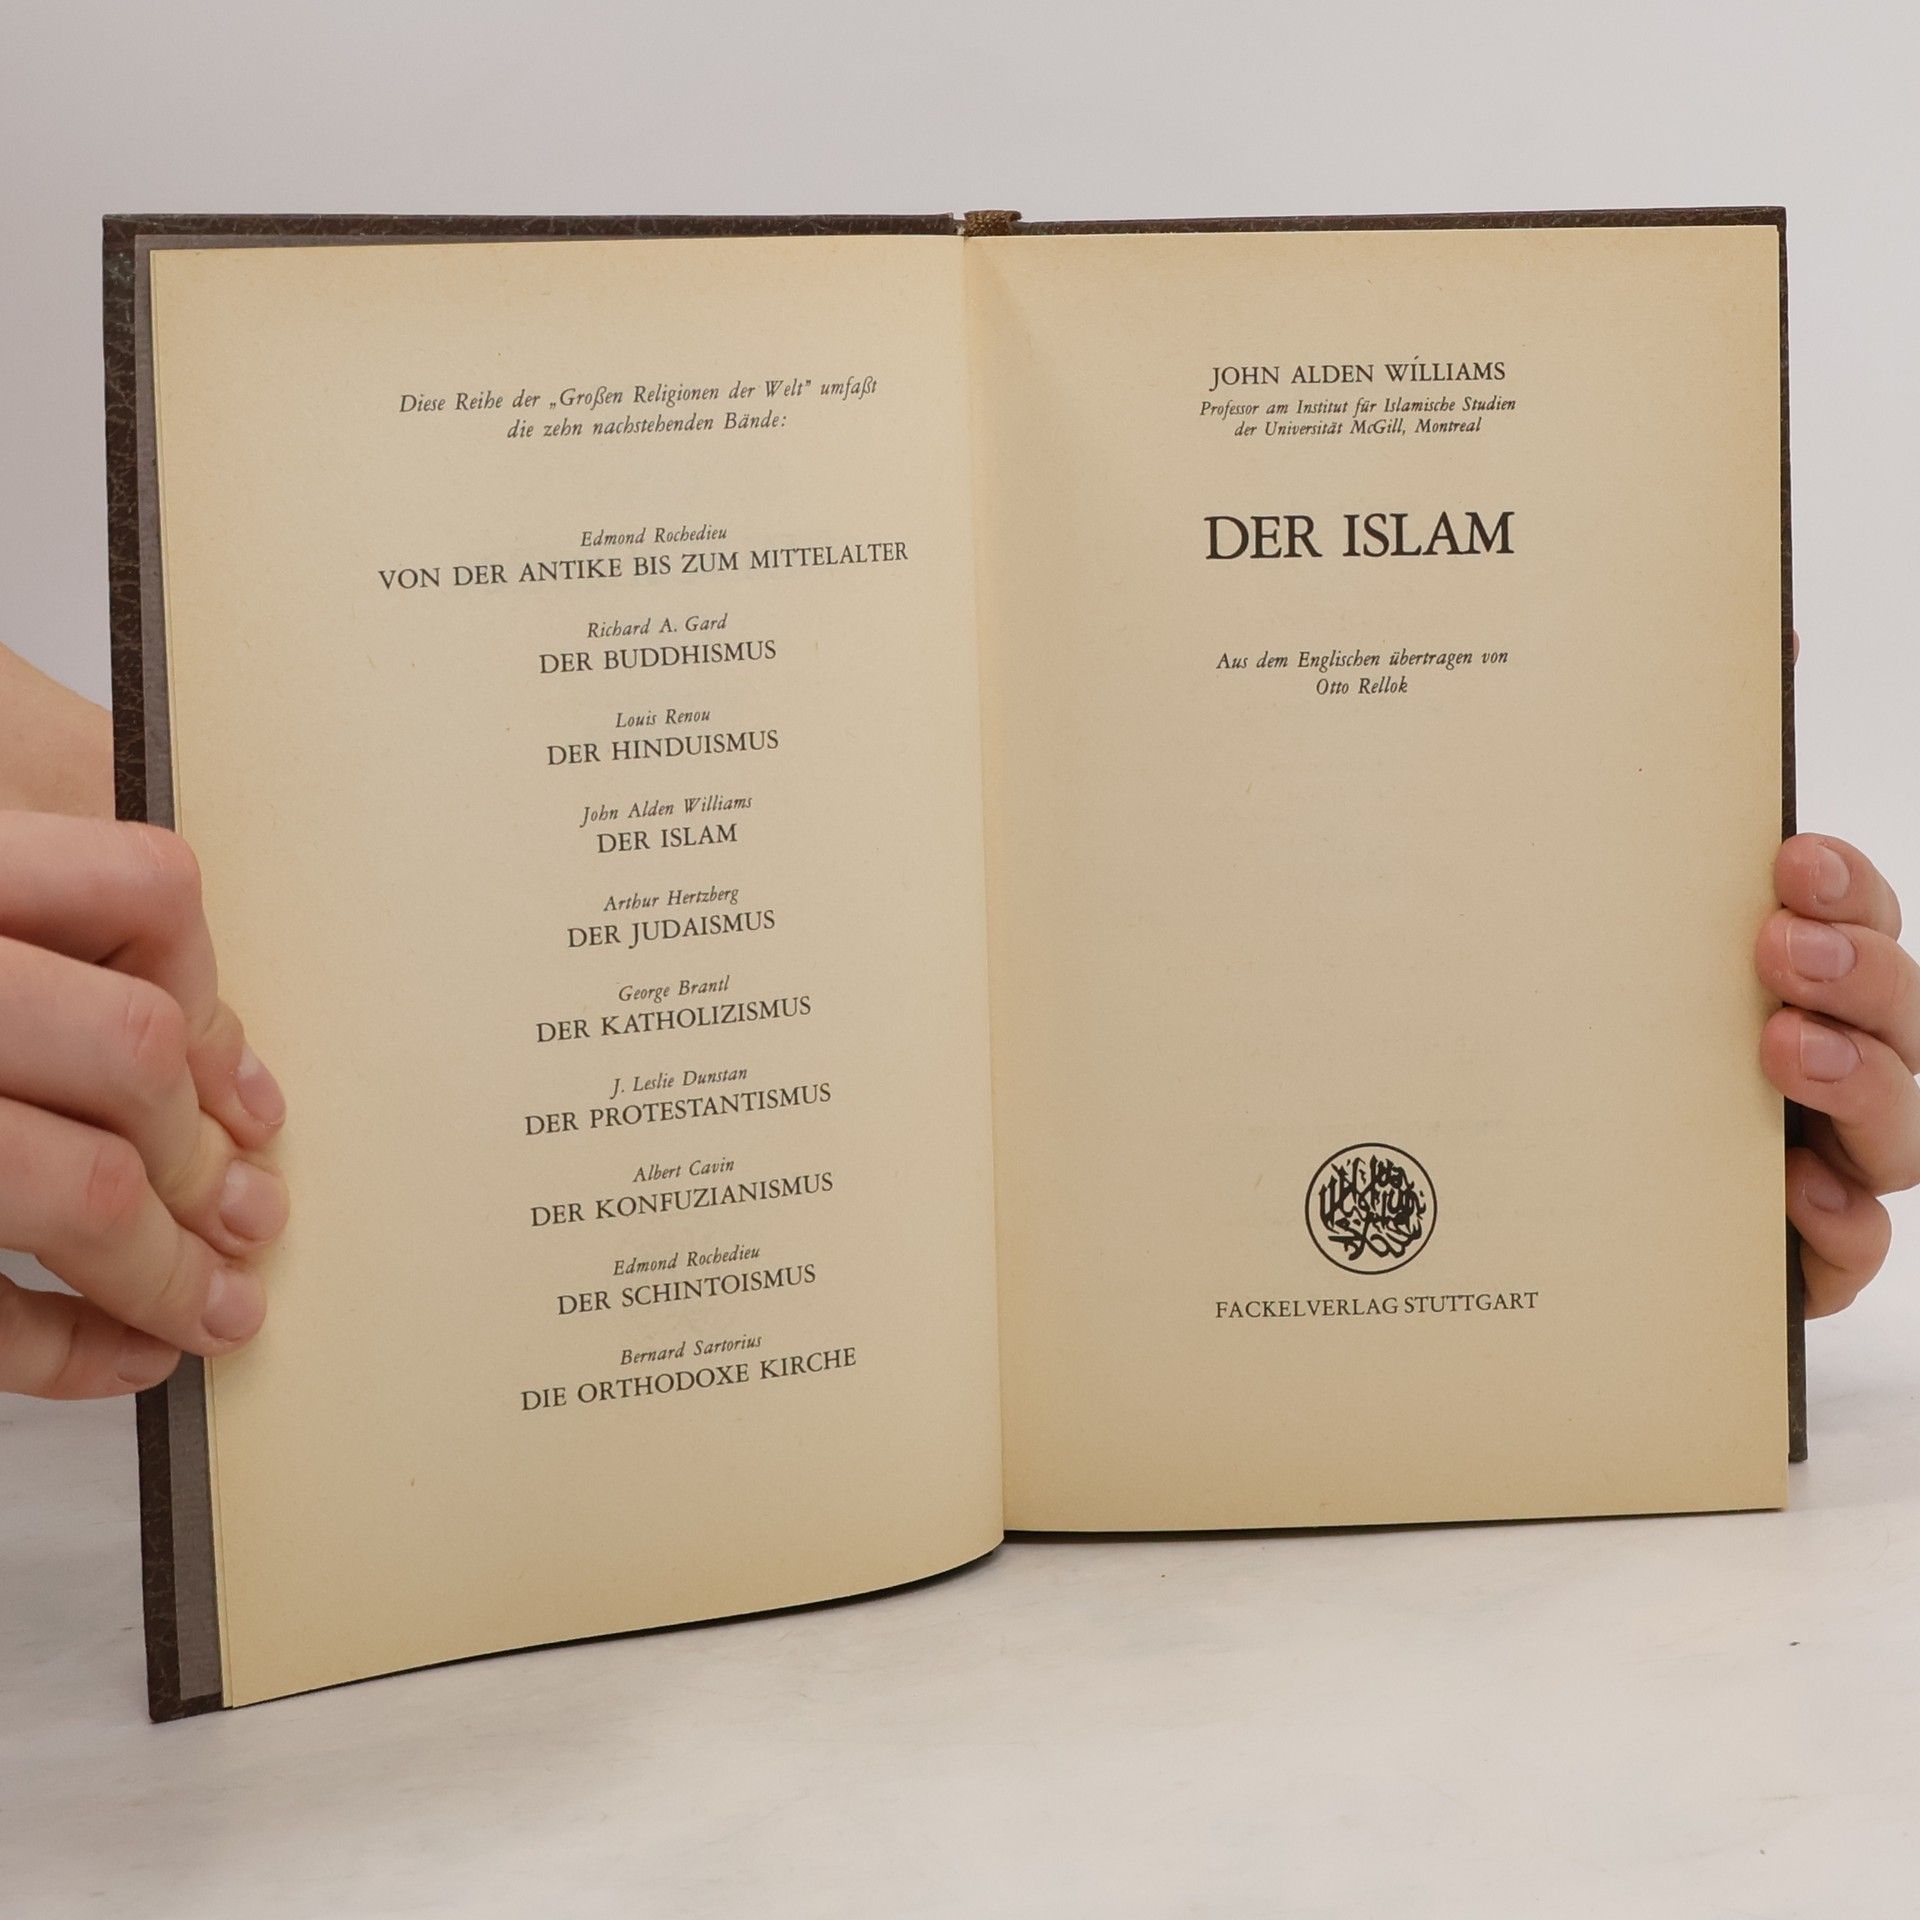 Diese Reihe der „Großen Religionen der Welt” umfaßt
die zehn nachstehenden Bände:
Edmond Rochedieu
VON DER ANTIKE BIS ZUM MITTELALTER
Richard A. Gard
DER BUDDHISMUS
Louis Renou
DER HINDUISMUS
John Alden Williams
DER ISLAM
Arthur Hertzberg
DER JUDAISMUS
George Brantl
DER KATHOLIZISMUS
J. Leslie Dunstan
DER PROTESTANTISMUS
Albert Cavin
DER KONFUZIANISMUS
Edmond Rochedieu
DER SCHINTOISMUS
Bernard Sartorius
DIE ORTHODOXE KIRCHE
JOHN ALDEN WILLIAMS
Professor am Institut für Islamische Studien
der Universität McGill, Montreal
DER ISLAM
Aus dem Englischen übertragen von
Otto Rellok
FACKELVERLAG STUTTGART